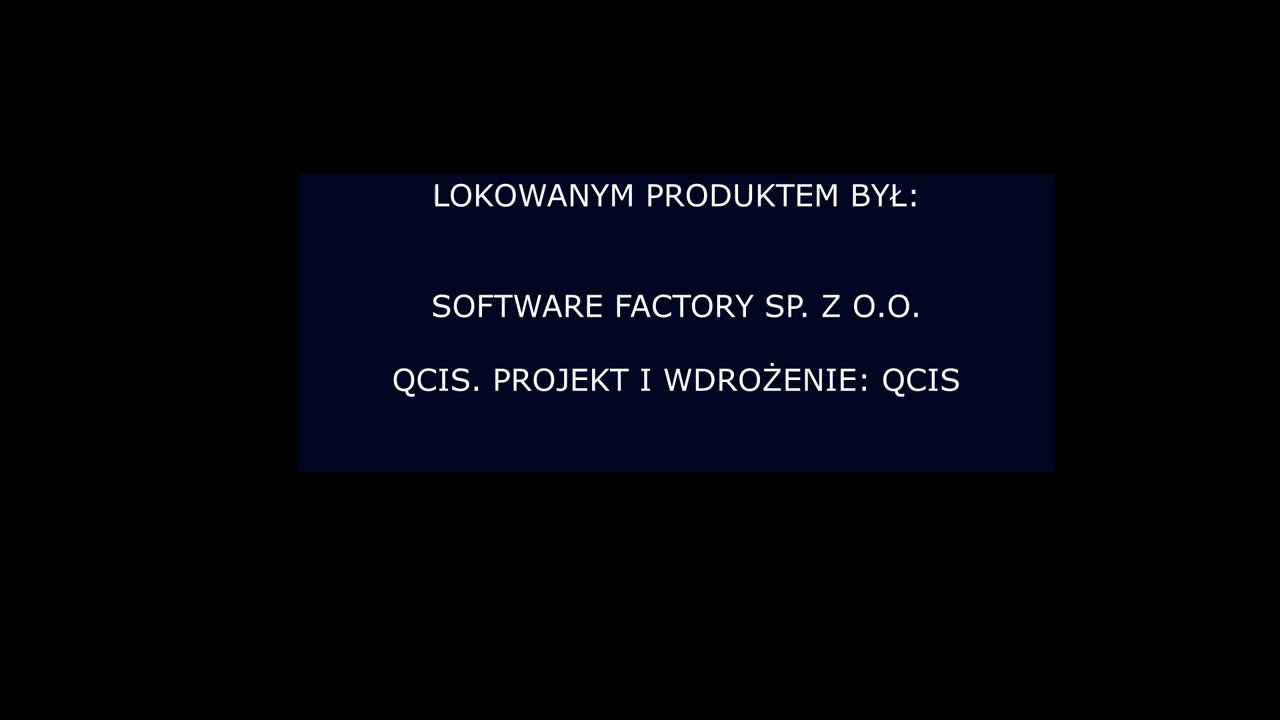 LOKOWANYM PRODUKTEM BYŁ:
SOFTWARE FACTORY SP. Z O.O.
QCIS. PROJEKT I WDROŻENIE: QCIS